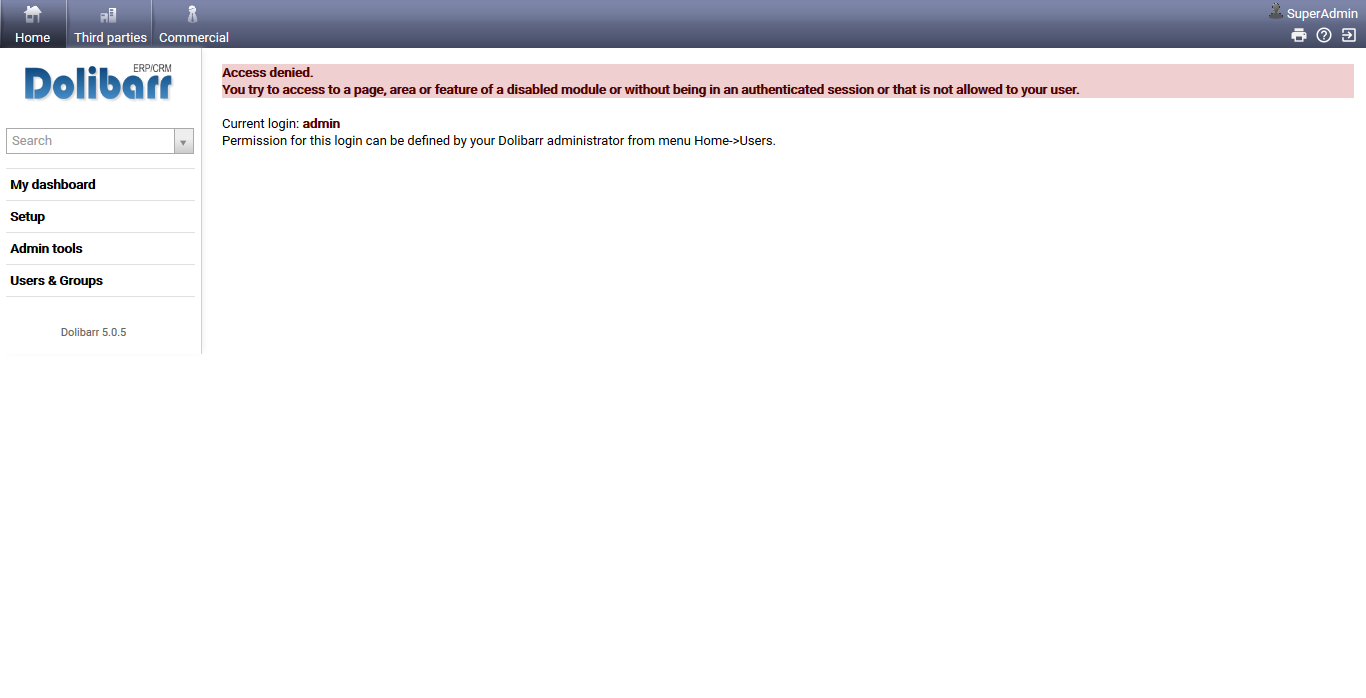 Home
Third parties
Commercial
SuperAdmin
ERP/CRM
Dolibarr
Search
My dashboard
Setup
Admin tools
Users & Groups
Dolibarr 5.0.5
Access denied.
You try to access to a page, area or feature of a disabled module or without being in an authenticated session or that is not allowed to your user.
Current login: admin
Permission for this login can be defined by your Dolibarr administrator from menu Home->Users.